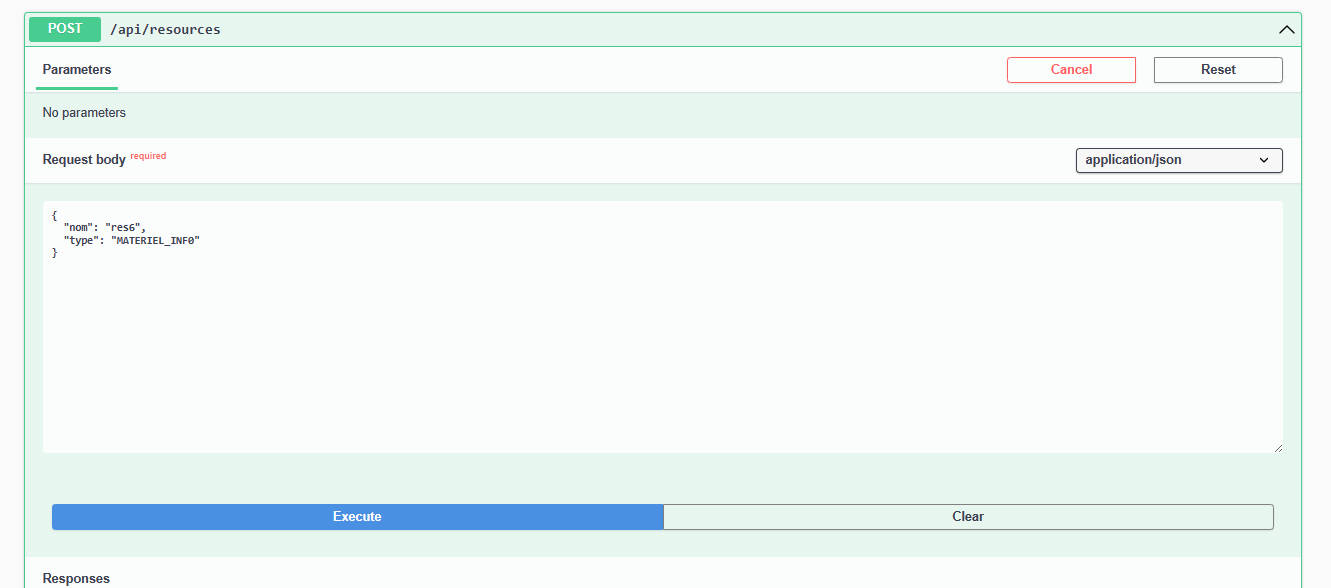 POST /api/resources
Parameters Cancel Reset
No parameters
Request body required application/json
{
  "nom": "res6",
  "type": "MATERIEL_INF0"
}
Execute Clear
Responses